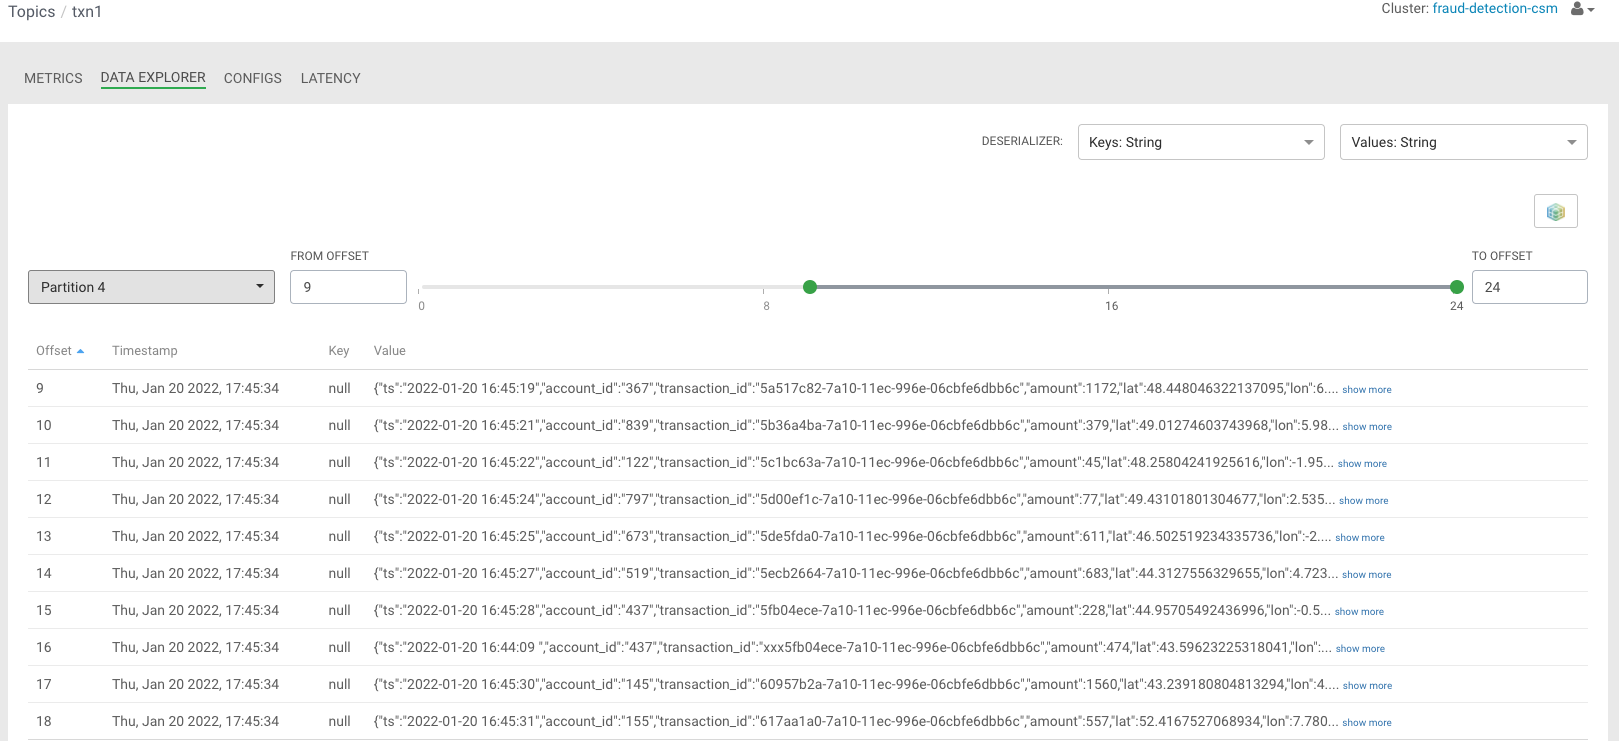 Topics / txn1
Cluster: fraud-detection-csm
METRICS DATA EXPLORER CONFIGS LATENCY
DESERIALIZER: Keys: String Values: String
FROM OFFSET TO OFFSET
Partition 4 9 24
0 8 16 24
Offset Timestamp Key Value
9 Thu, Jan 20 2022, 17:45:34 null {"ts":"2022-01-20 16:45:19","account_id":"367","transaction_id":"5a517c82-7a10-11ec-996e-06cbfe6dbb6c","amount":1172,"lat":48.448046322137095,"lon":6.... show more
10 Thu, Jan 20 2022, 17:45:34 null {"ts":"2022-01-20 16:45:21","account_id":"839","transaction_id":"5b36a4ba-7a10-11ec-996e-06cbfe6dbb6c","amount":379,"lat":49.01274603743968,"lon":5.98... show more
11 Thu, Jan 20 2022, 17:45:34 null {"ts":"2022-01-20 16:45:22","account_id":"122","transaction_id":"5c1bc63a-7a10-11ec-996e-06cbfe6dbb6c","amount":45,"lat":48.25804241925616,"lon":-1.95... show more
12 Thu, Jan 20 2022, 17:45:34 null {"ts":"2022-01-20 16:45:24","account_id":"797","transaction_id":"5d00ef1c-7a10-11ec-996e-06cbfe6dbb6c","amount":77,"lat":49.43101801304677,"lon":2.535... show more
13 Thu, Jan 20 2022, 17:45:34 null {"ts":"2022-01-20 16:45:25","account_id":"673","transaction_id":"5de5fda0-7a10-11ec-996e-06cbfe6dbb6c","amount":611,"lat":46.502519234335736,"lon":-2.... show more
14 Thu, Jan 20 2022, 17:45:34 null {"ts":"2022-01-20 16:45:27","account_id":"519","transaction_id":"5ecb2664-7a10-11ec-996e-06cbfe6dbb6c","amount":683,"lat":44.3127556329655,"lon":4.723... show more
15 Thu, Jan 20 2022, 17:45:34 null {"ts":"2022-01-20 16:45:28","account_id":"437","transaction_id":"5fb04ece-7a10-11ec-996e-06cbfe6dbb6c","amount":228,"lat":44.95705492436996,"lon":-0.5... show more
16 Thu, Jan 20 2022, 17:45:34 null {"ts":"2022-01-20 16:44:09 ","account_id":"437","transaction_id":"xxx5fb04ece-7a10-11ec-996e-06cbfe6dbb6c","amount":474,"lat":43.59623225318041,"lon":... show more
17 Thu, Jan 20 2022, 17:45:34 null {"ts":"2022-01-20 16:45:30","account_id":"145","transaction_id":"60957b2a-7a10-11ec-996e-06cbfe6dbb6c","amount":1560,"lat":43.239180804813294,"lon":4.... show more
18 Thu, Jan 20 2022, 17:45:34 null {"ts":"2022-01-20 16:45:31","account_id":"155","transaction_id":"617aa1a0-7a10-11ec-996e-06cbfe6dbb6c","amount":557,"lat":52.4167527068934,"lon":7.780... show more